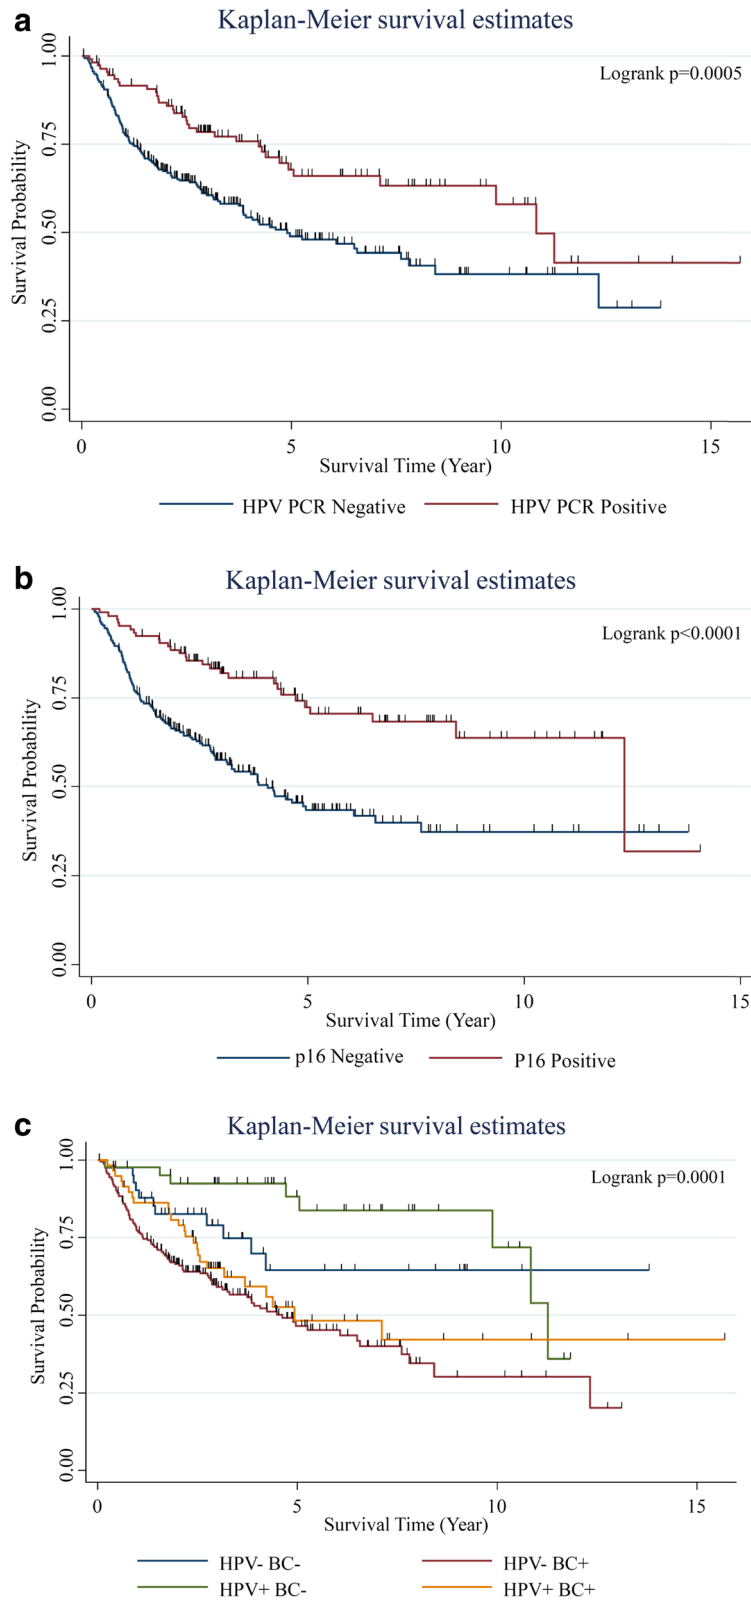 a
Kaplan-Meier survival estimates
Logrank p=0.0005
Survival Probability
1.00
0.75
0.50
0.25
0.00
0 5 10 15
Survival Time (Year)
HPV PCR Negative HPV PCR Positive
b
Kaplan-Meier survival estimates
Logrank p<0.0001
Survival Probability
1.00
0.75
0.50
0.25
0.00
0 5 10 15
Survival Time (Year)
p16 Negative P16 Positive
c
Kaplan-Meier survival estimates
Logrank p=0.0001
Survival Probability
1.00
0.75
0.50
0.25
0.00
0 5 10 15
Survival Time (Year)
HPV- BC- HPV- BC+
HPV+ BC- HPV+ BC+